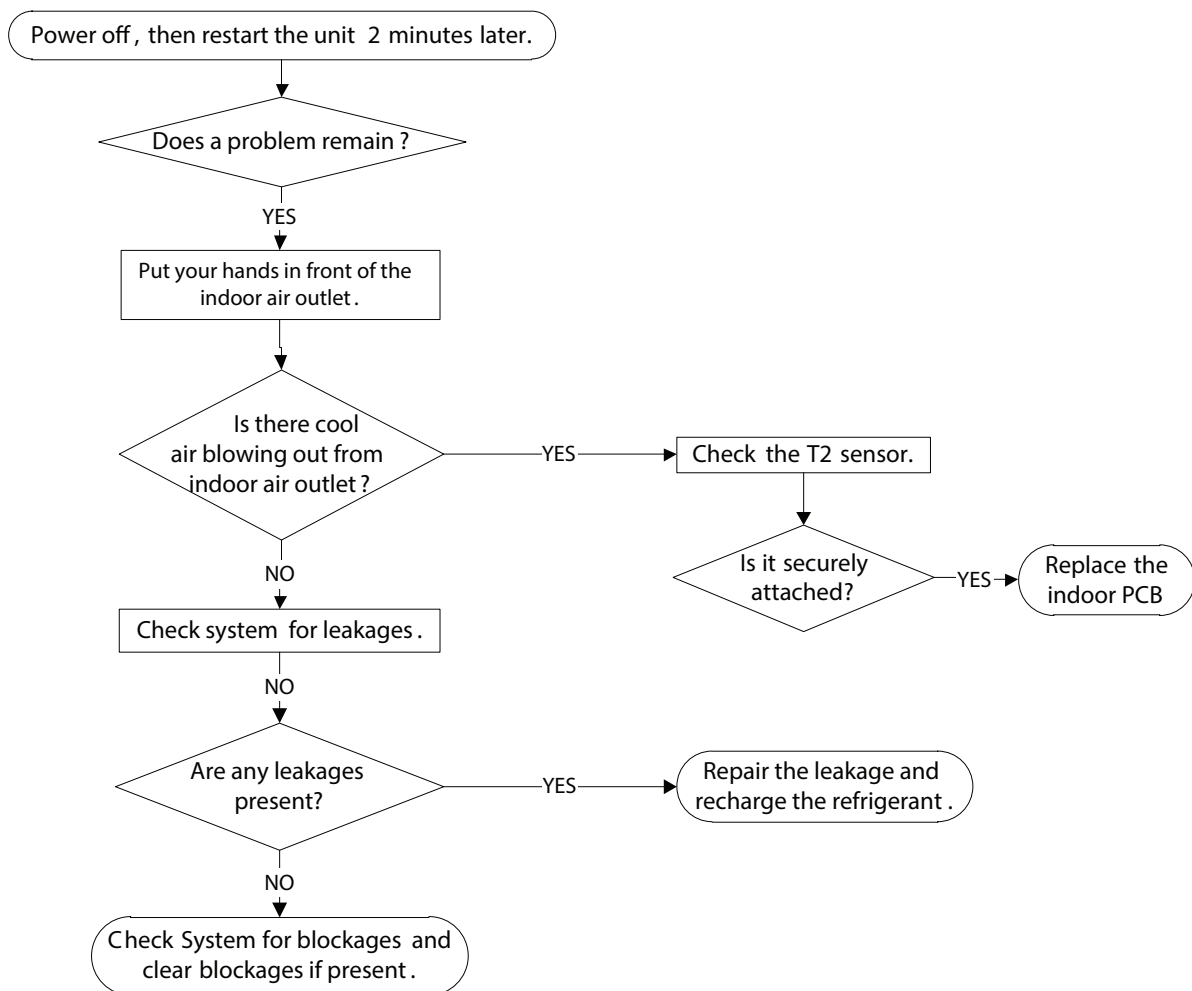 Power off, then restart the unit 2 minutes later.
Does a problem remain ?
YES
Put your hands in front of the
indoor air outlet.
Is there cool
air blowing out from
indoor air outlet ?
YES
Check the T2 sensor.
Is it securely
attached?
YES
Replace the
indoor PCB
NO
Check system for leakages .
NO
Are any leakages
present?
YES
Repair the leakage and
recharge the refrigerant .
NO
Check System for blockages and
clear blockages if present .